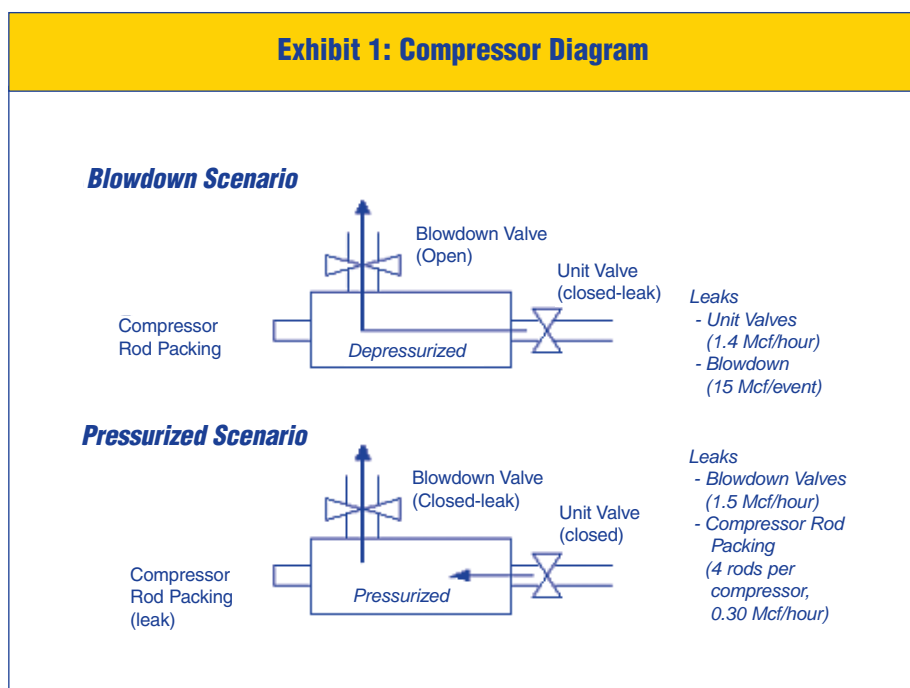 Exhibit 1: Compressor Diagram
Blowdown Scenario
Blowdown Valve
(Open)
Unit Valve
(closed-leak)
Compressor
Rod Packing
Depressurized
Leaks
- Unit Valves
(1.4 Mcf/hour)
- Blowdown
(15 Mcf/event)
Pressurized Scenario
Blowdown Valve
(Closed-leak)
Unit Valve
(closed)
Compressor
Rod Packing
(leak)
Pressurized
Leaks
- Blowdown Valves
(1.5 Mcf/hour)
- Compressor Rod
Packing
(4 rods per
compressor,
0.30 Mcf/hour)